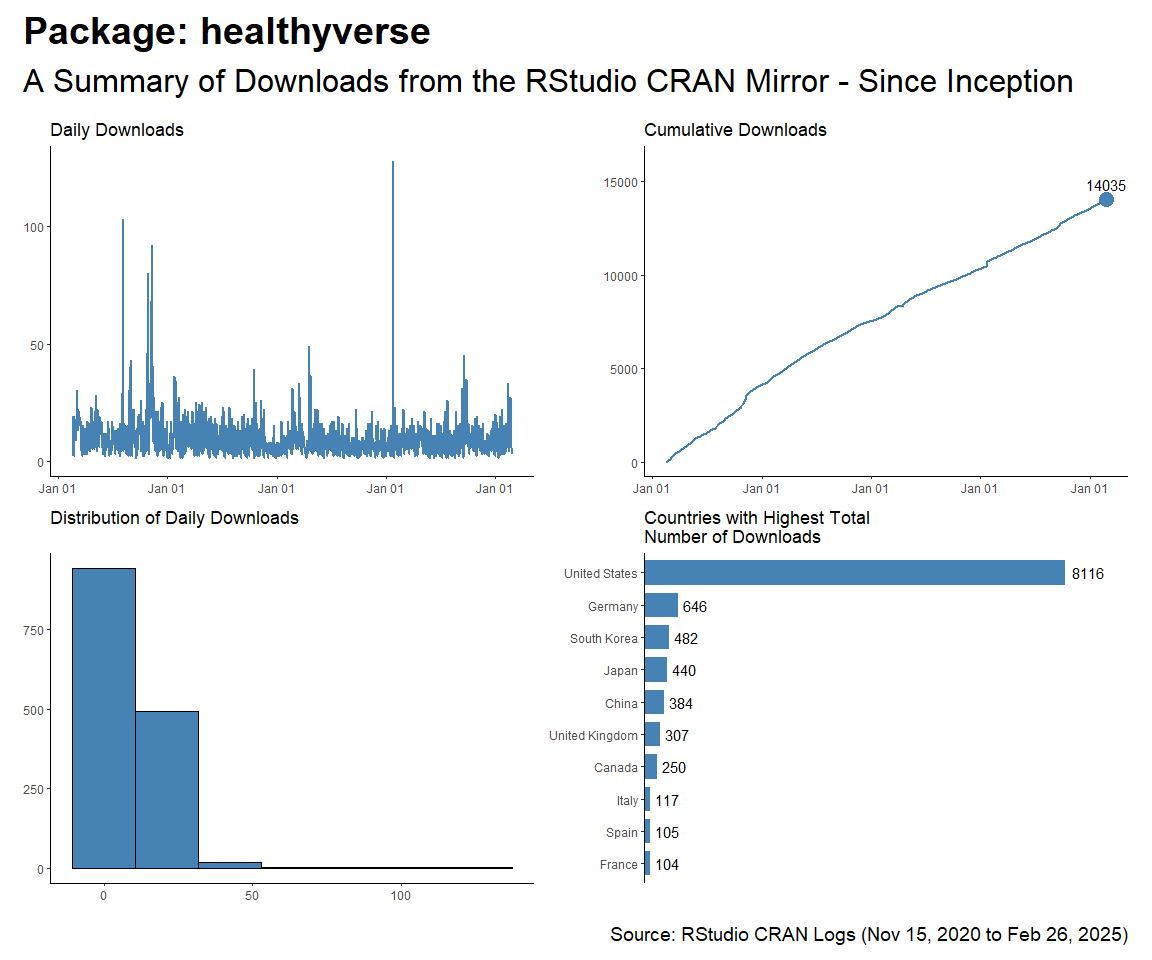 Package: healthyverse
A Summary of Downloads from the RStudio CRAN Mirror - Since Inception
Daily Downloads
100
50
0
Jan 01 Jan 01 Jan 01 Jan 01 Jan 01
Cumulative Downloads
15000
10000
5000
0
14035
Jan 01 Jan 01 Jan 01 Jan 01 Jan 01
Distribution of Daily Downloads
750
500
250
0
0 50 100
Countries with Highest Total
Number of Downloads
United States 8116
Germany 646
South Korea 482
Japan 440
China 384
United Kingdom 307
Canada 250
Italy 117
Spain 105
France 104
Source: RStudio CRAN Logs (Nov 15, 2020 to Feb 26, 2025)